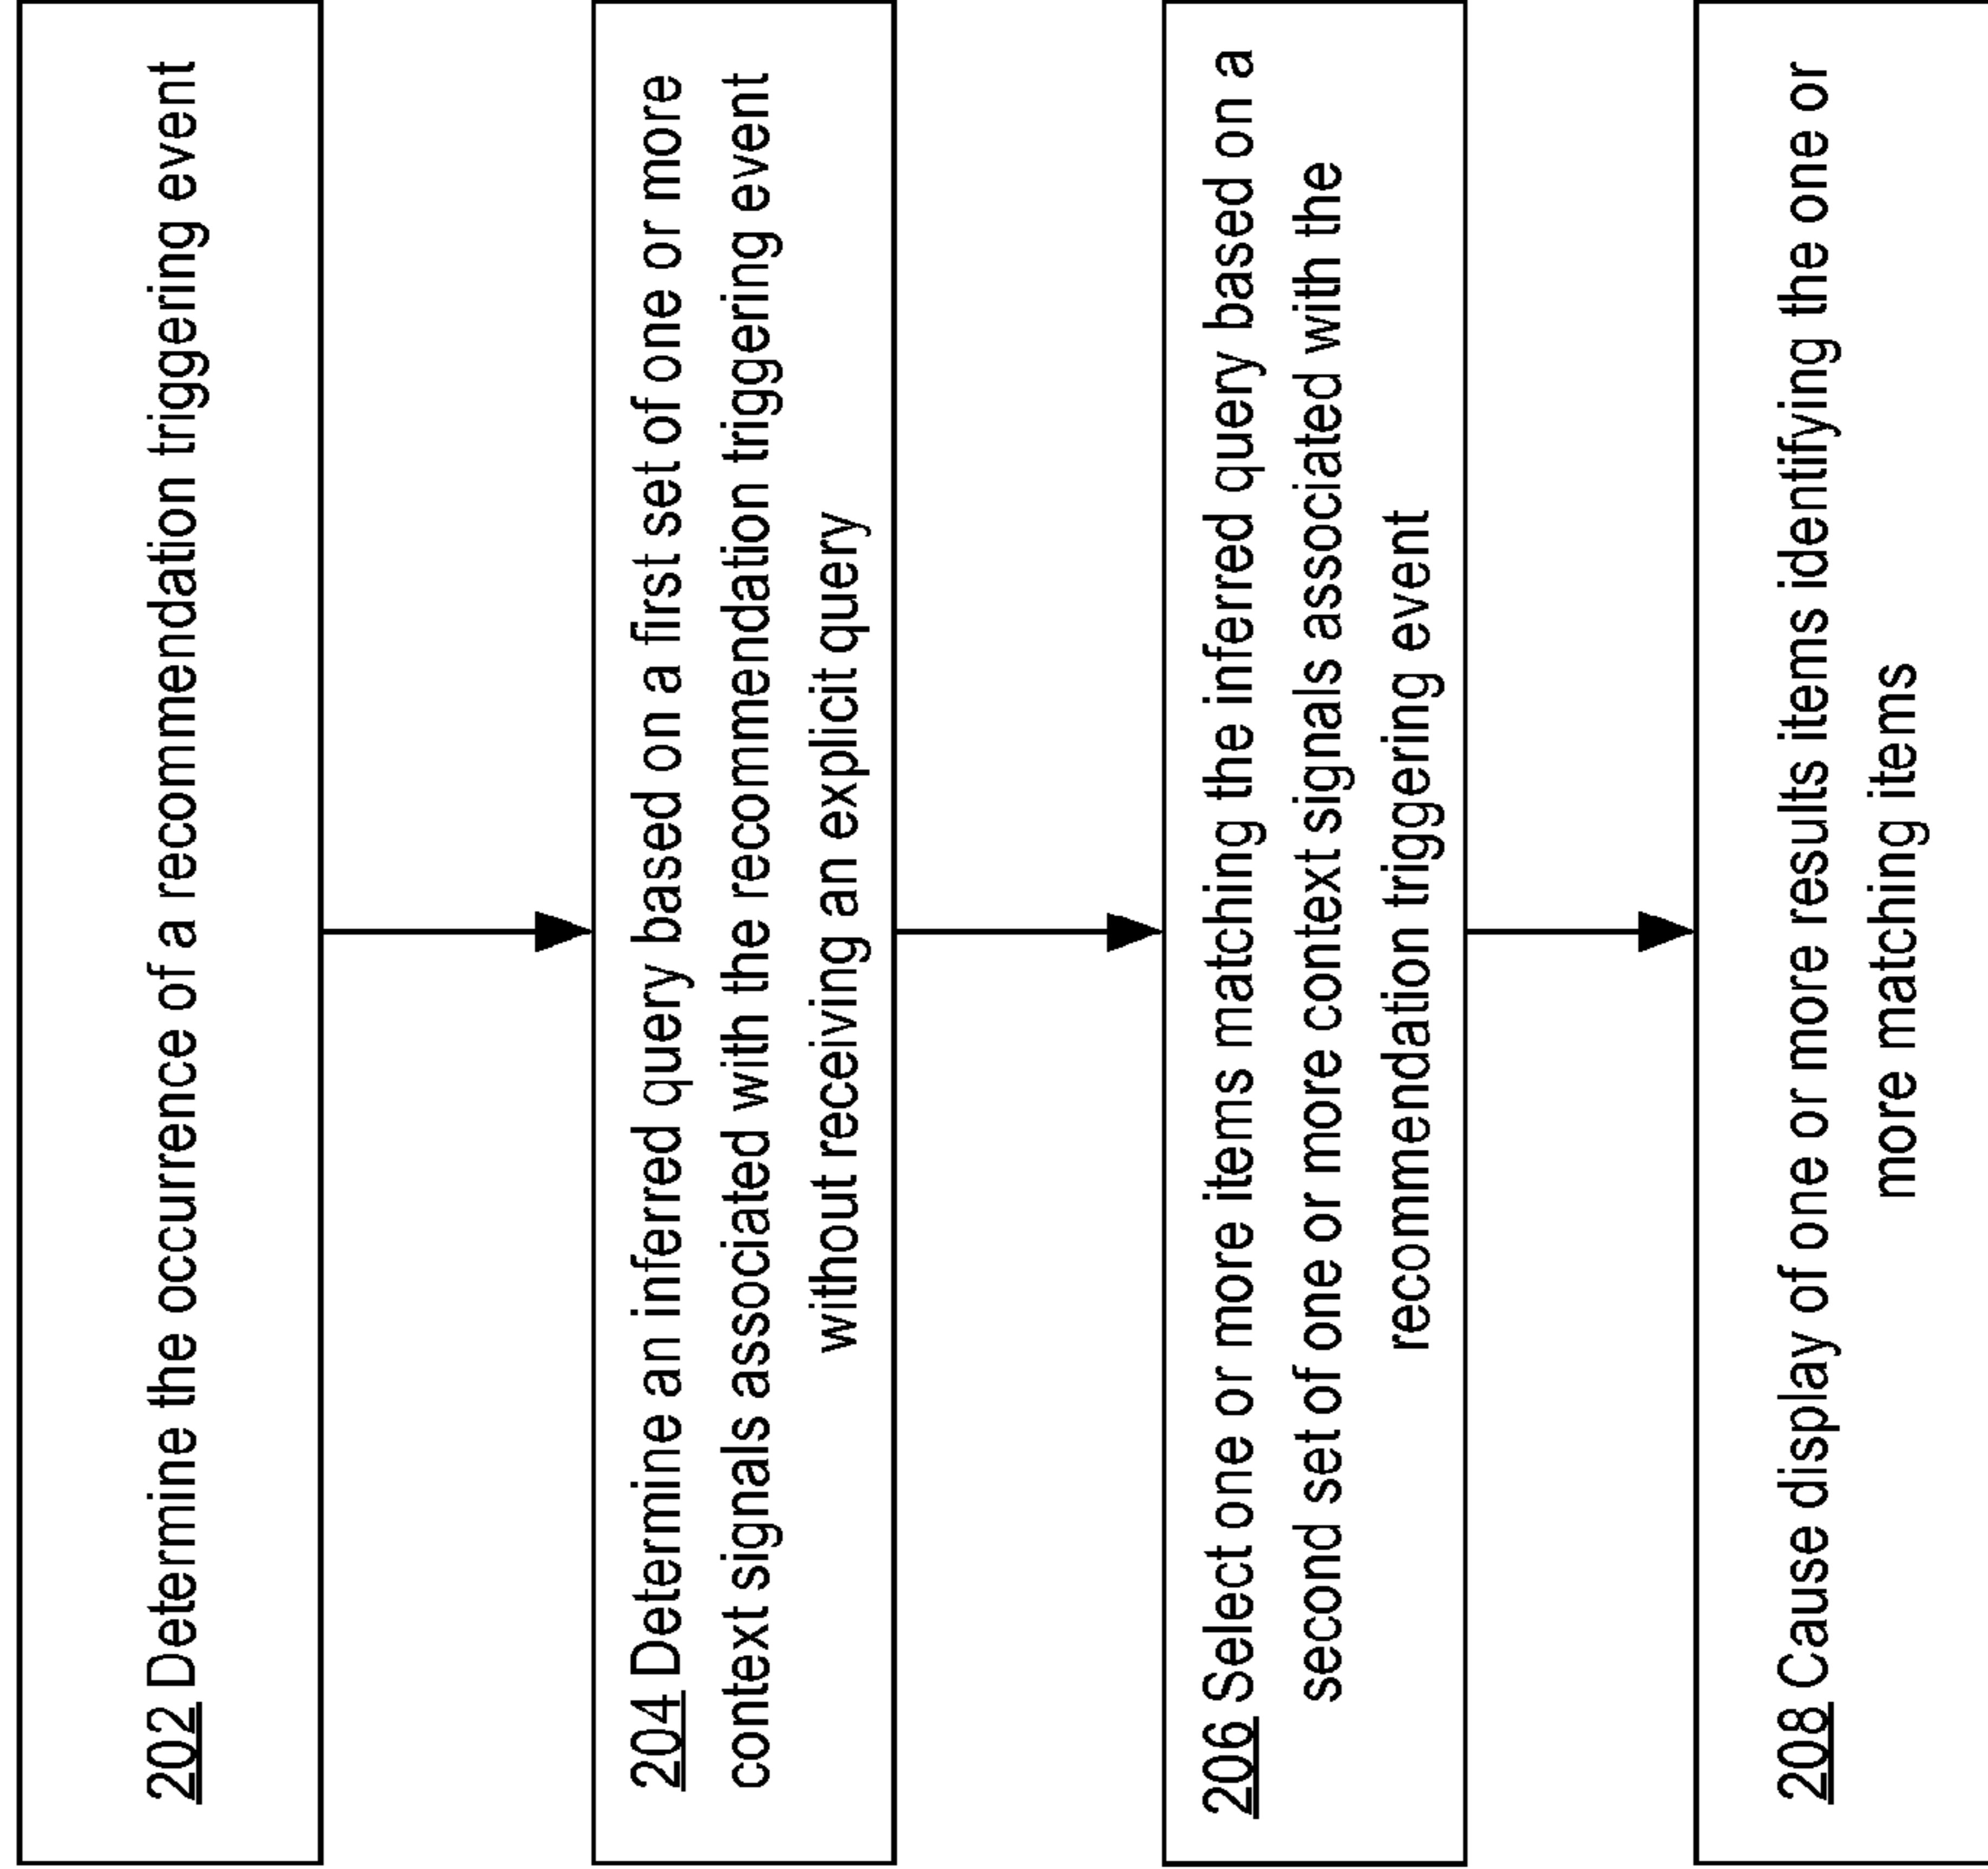 202 Determine the occurrence of a recommendation triggering event
204 Determine an inferred query based on a first set of one or more
context signals associated with the recommendation triggering event
without receiving an explicit query
206 Select one or more items matching the inferred query based on a
second set of one or more context signals associated with the
recommendation triggering event
208 Cause display of one or more results items identifying the one or
more matching items